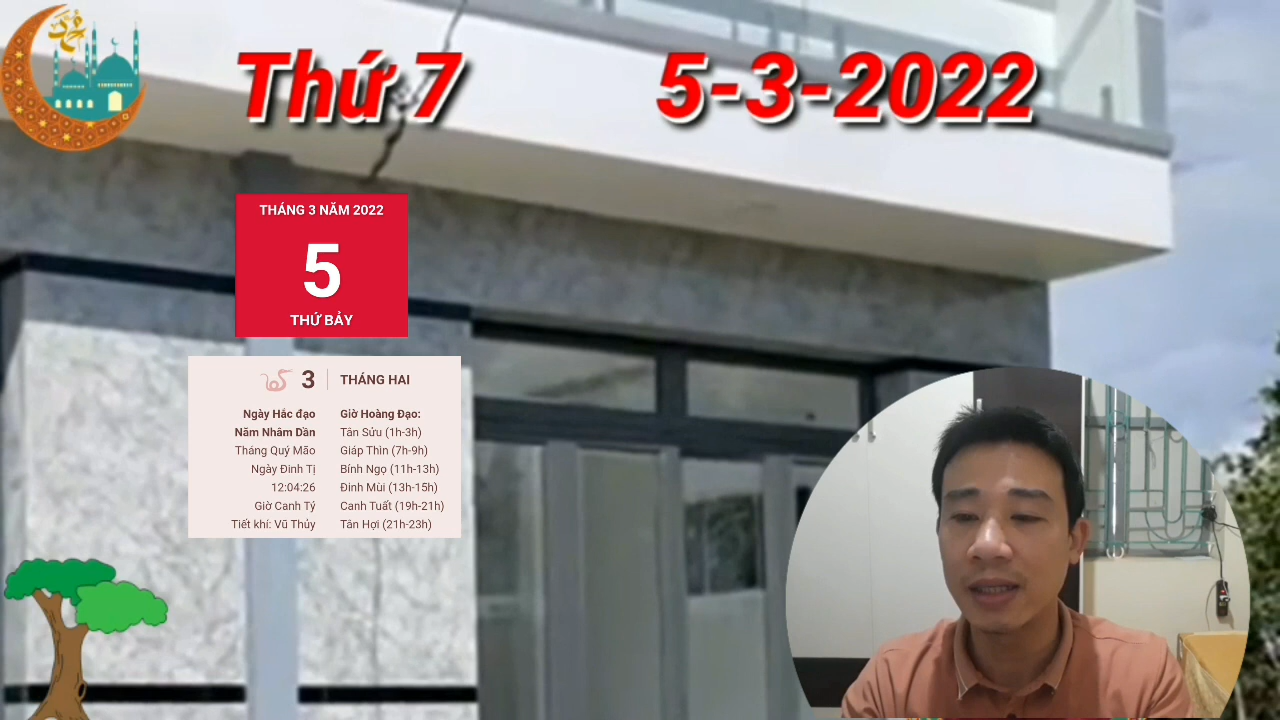 Thứ 7 5-3-2022
THÁNG 3 NĂM 2022
5
THỨ BẢY
3 THÁNG HAI
Ngày Hắc đạo Giờ Hoàng Đạo:
Năm Nhâm Dần Tân Sửu (1h-3h)
Tháng Quý Mão Giáp Thìn (7h-9h)
Ngày Đinh Tị Bính Ngọ (11h-13h)
12:04:26 Đinh Mùi (13h-15h)
Giờ Canh Tý Canh Tuất (19h-21h)
Tiết khí: Vũ Thủy Tân Hợi (21h-23h)